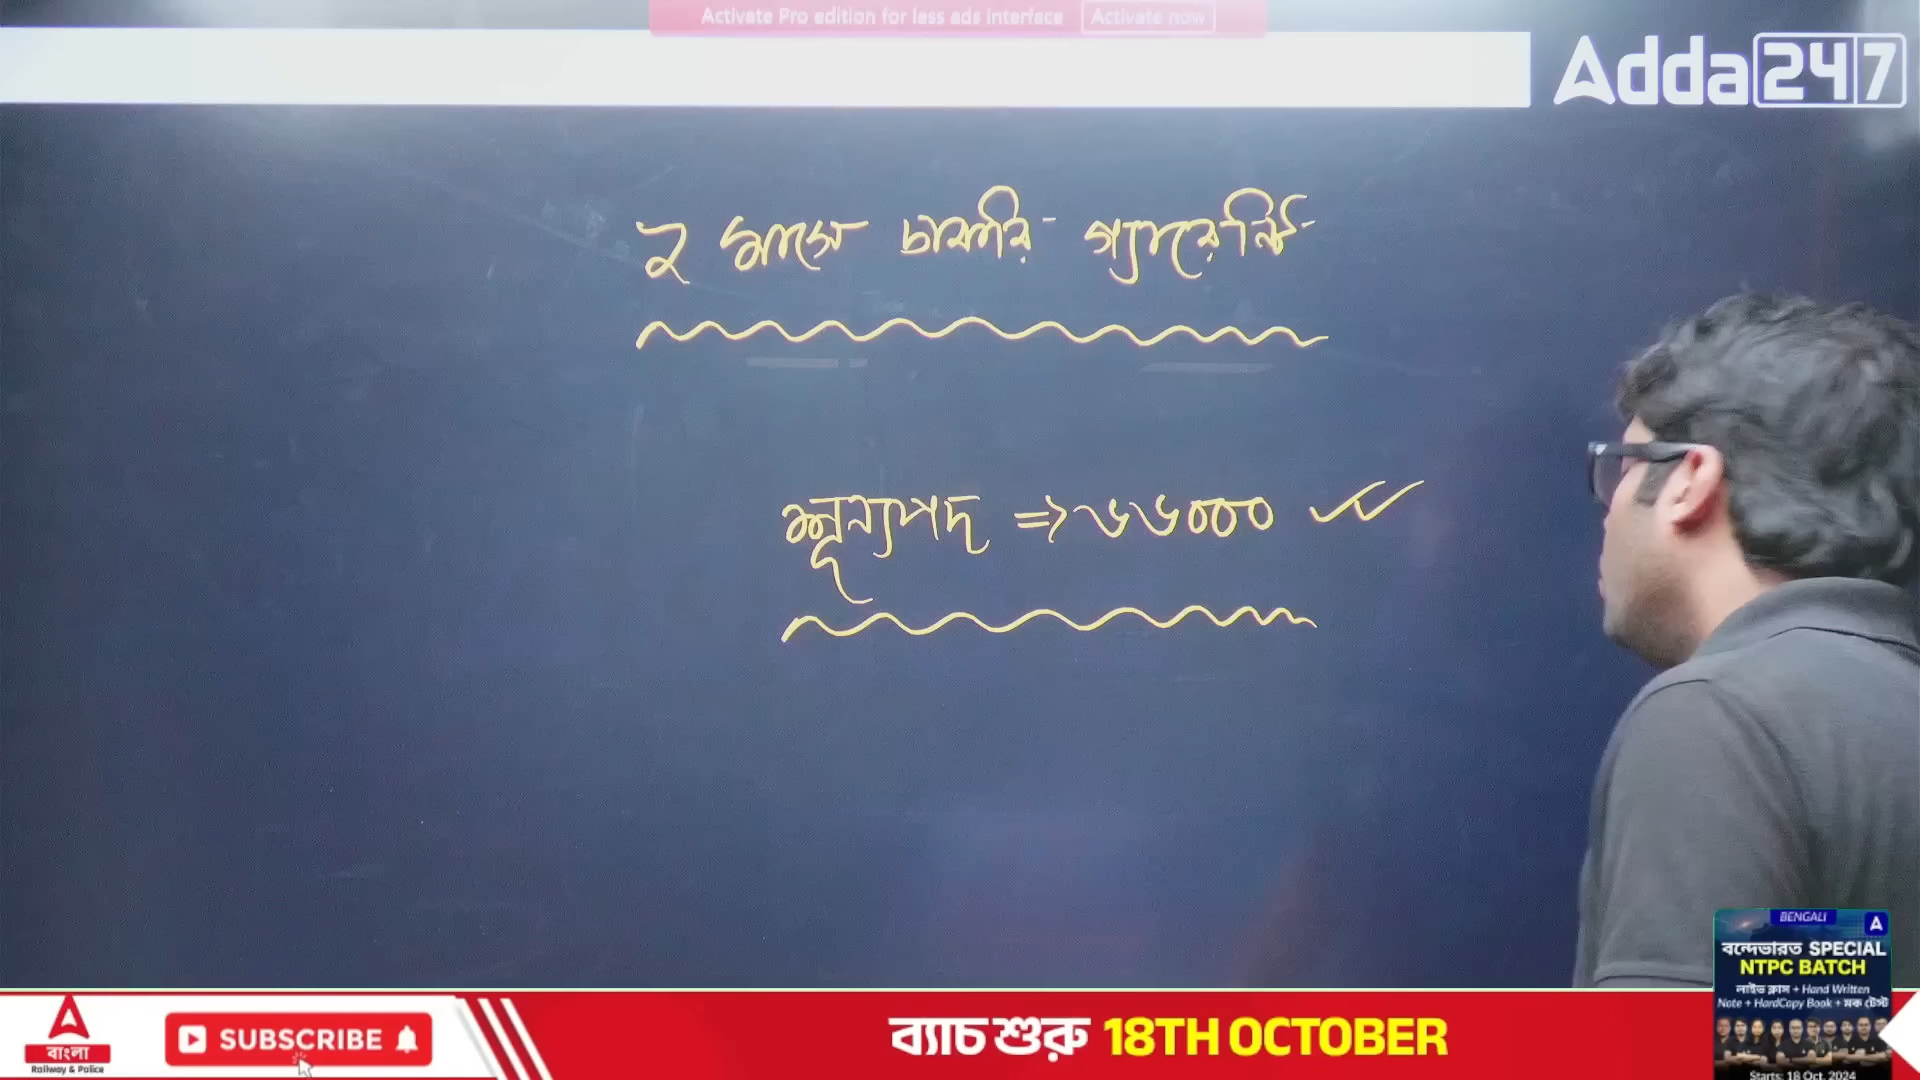 Activate Pro edition for less ads interface Activate now
Adda247
২ মাসে চাকরির গ্যারেন্টি
শূন্যপদ => ৬৬০০০
BENGALI A
বন্দেভারত SPECIAL
NTPC BATCH
লাইভ ক্লাস + Hand Written
Note + HardCopy Book + মক টেস্ট
Starts: 18 Oct, 2024
বাংলা
Railway & Police
SUBSCRIBE
ব্যাচ শুরু 18TH OCTOBER